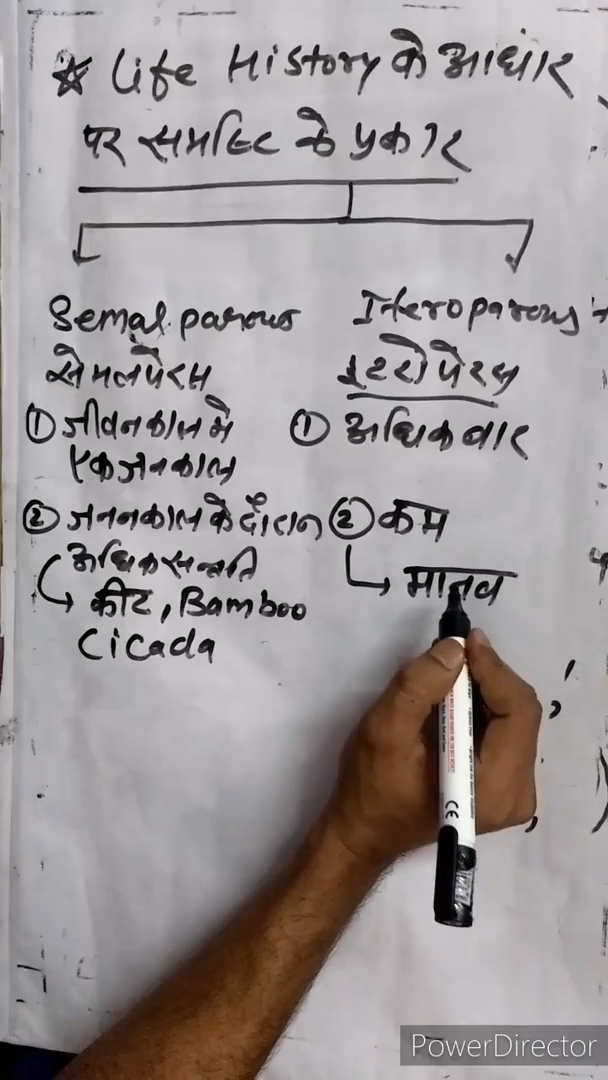 ☆ Life History के आधार
पर समष्टि के प्रकार
Semal parous
सेमलपैरस
① जीवनकाल मे
एक जननकाल
② जननकाल के दौरान
अधिक सन्तति
कीट, Bamboo
Cicada
Iteroparous
इटरोपैरस
① अधिक बार
② कम
मानव
CE
PowerDirector